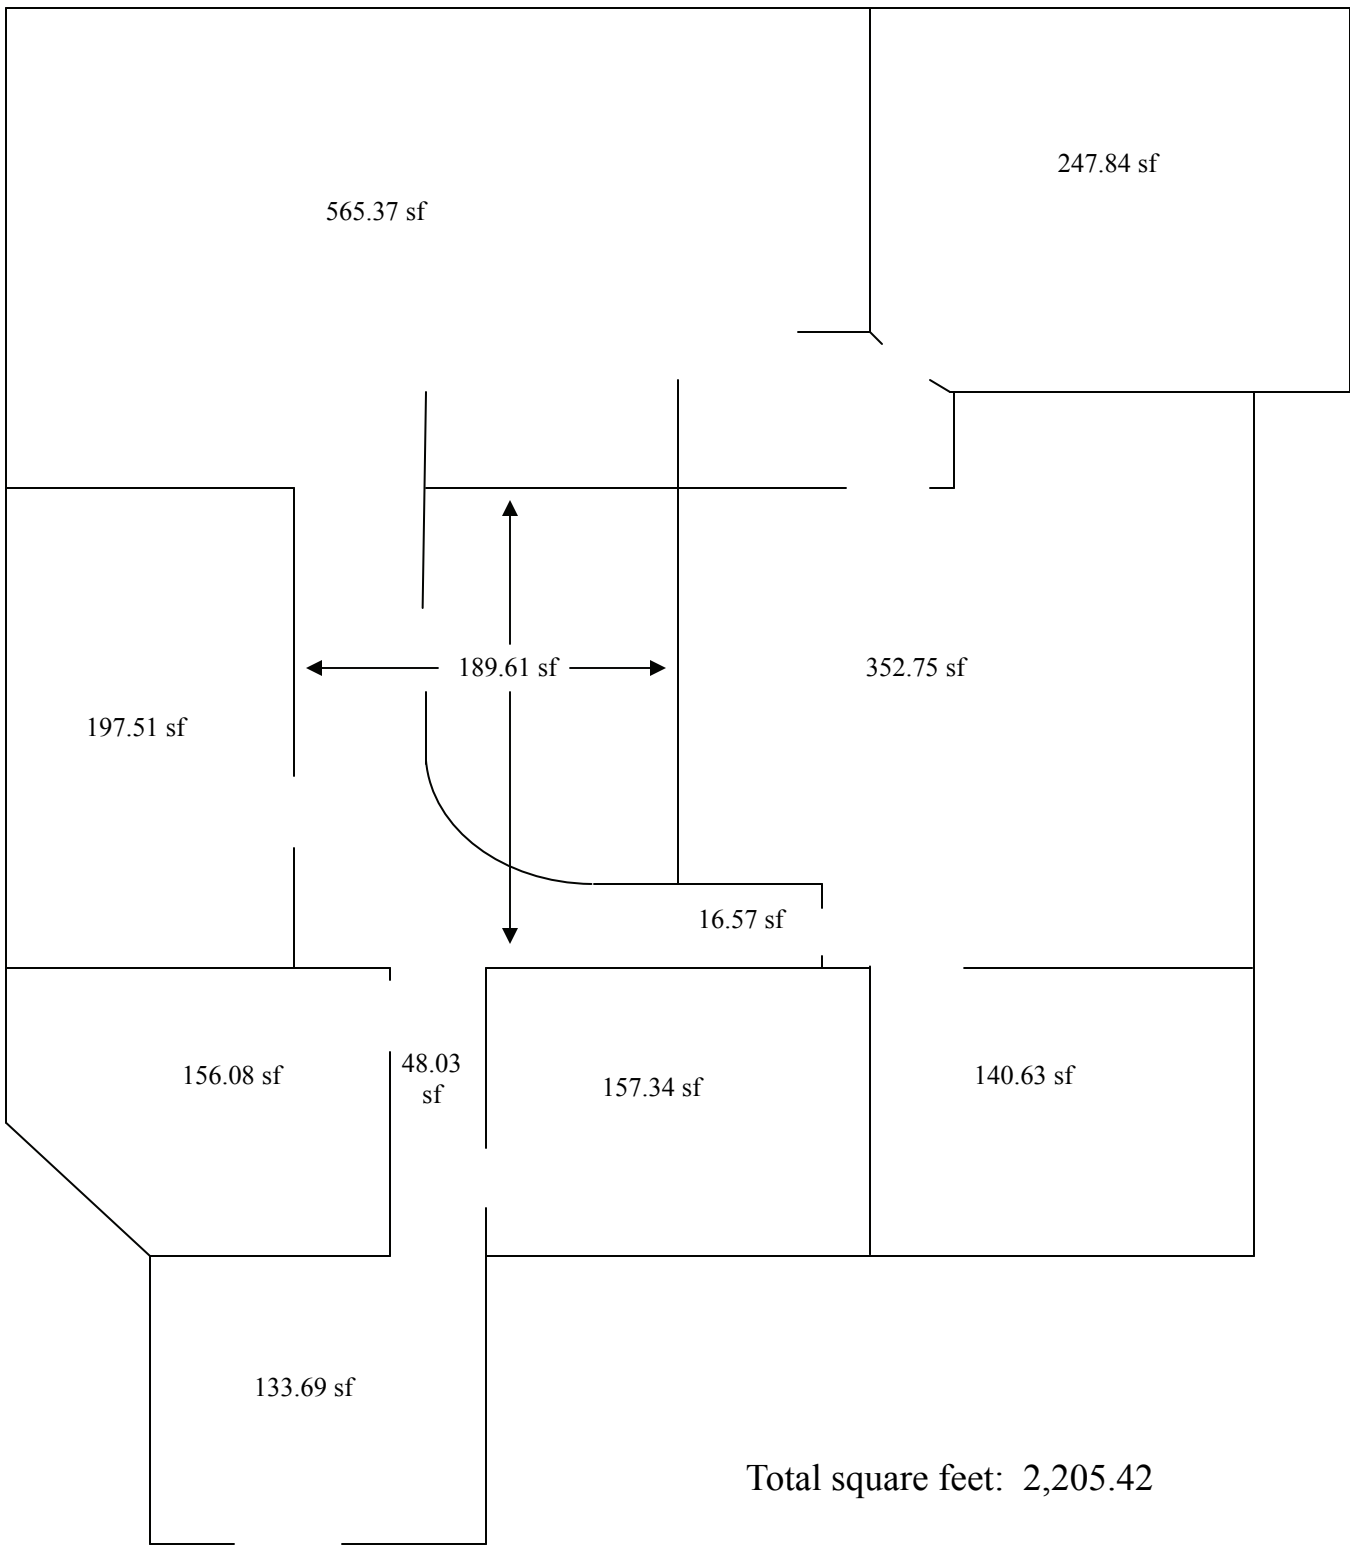 247.84 sf
565.37 sf
189.61 sf
352.75 sf
197.51 sf
16.57 sf
156.08 sf
48.03
sf
157.34 sf
140.63 sf
133.69 sf
Total square feet:  2,205.42